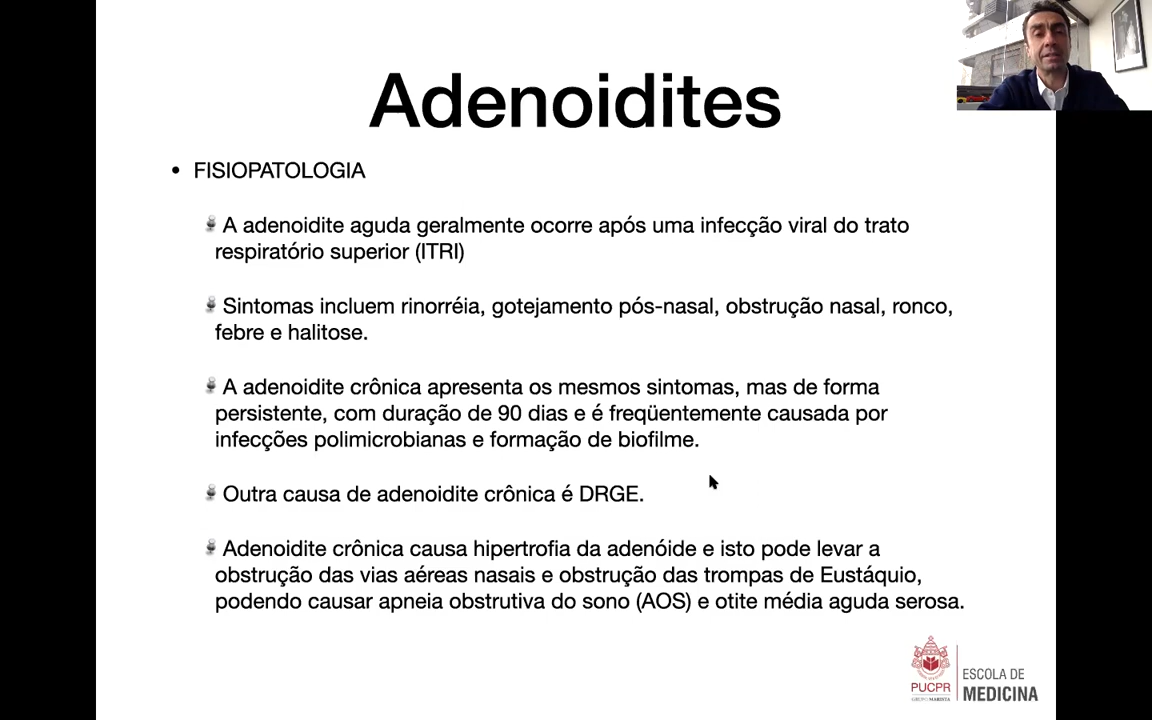 Adenoidites
• FISIOPATOLOGIA
A adenoidite aguda geralmente ocorre após uma infecção viral do trato
respiratório superior (ITRI)
Sintomas incluem rinorréia, gotejamento pós-nasal, obstrução nasal, ronco,
febre e halitose.
A adenoidite crônica apresenta os mesmos sintomas, mas de forma
persistente, com duração de 90 dias e é freqüentemente causada por
infecções polimicrobianas e formação de biofilme.
Outra causa de adenoidite crônica é DRGE.
Adenoidite crônica causa hipertrofia da adenóide e isto pode levar a
obstrução das vias aéreas nasais e obstrução das trompas de Eustáquio,
podendo causar apneia obstrutiva do sono (AOS) e otite média aguda serosa.
PUCPR
GRUPO MARISTA
ESCOLA DE
MEDICINA